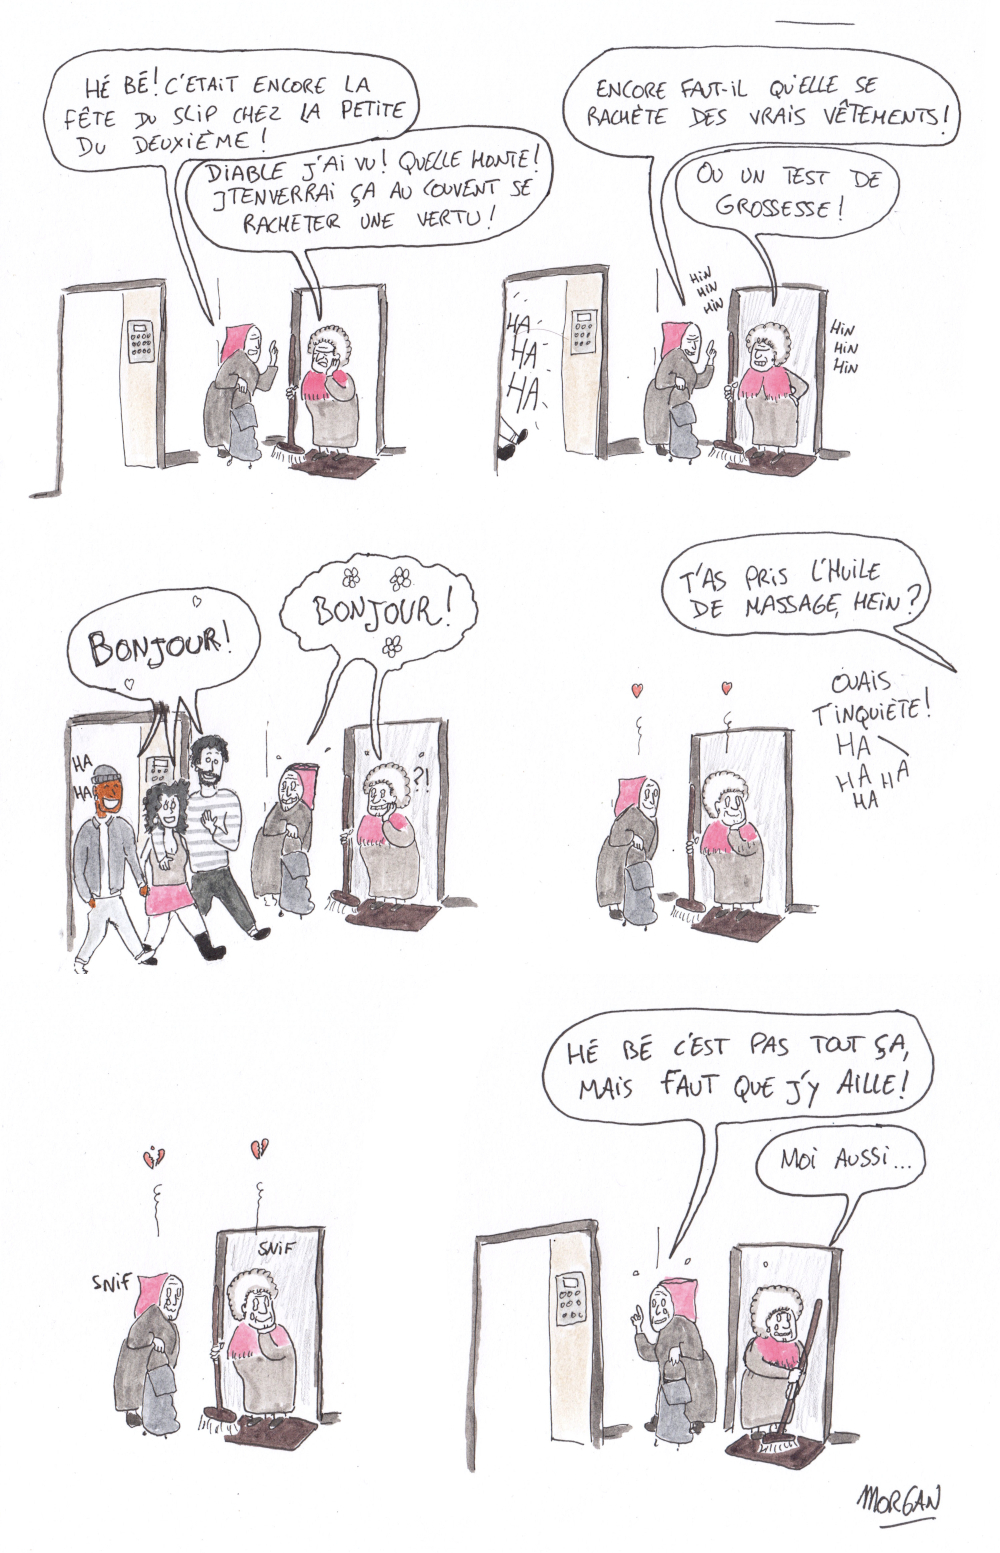 HÉ BÉ! C'ETAIT ENCORE LA
FÊTE DU SLIP CHEZ LA PETITE
DU DEUXIÈME!
DIABLE J'AI VU! QUELLE HONTE!
JTENVERRAI ÇA AU COUVENT SE
RACHETER UNE VERTU!
ENCORE FAUT-IL QU'ELLE SE
RACHÈTE DES VRAIS VÊTEMENTS!
OU UN TEST DE
GROSSESSE!
HA
HA
HA
HIN
HIN
HIN
HIN
HIN
HIN
BONJOUR!
BONJOUR!
HA
HA
?!
T'AS PRIS L'HUILE
DE MASSAGE, HEIN?
OUAIS
T'INQUIÈTE!
HA
HA HA
HA
SNIF
SNIF
HÉ BÉ C'EST PAS TOUT ÇA,
MAIS FAUT QUE J'Y AILLE!
MOI AUSSI...
MORGAN